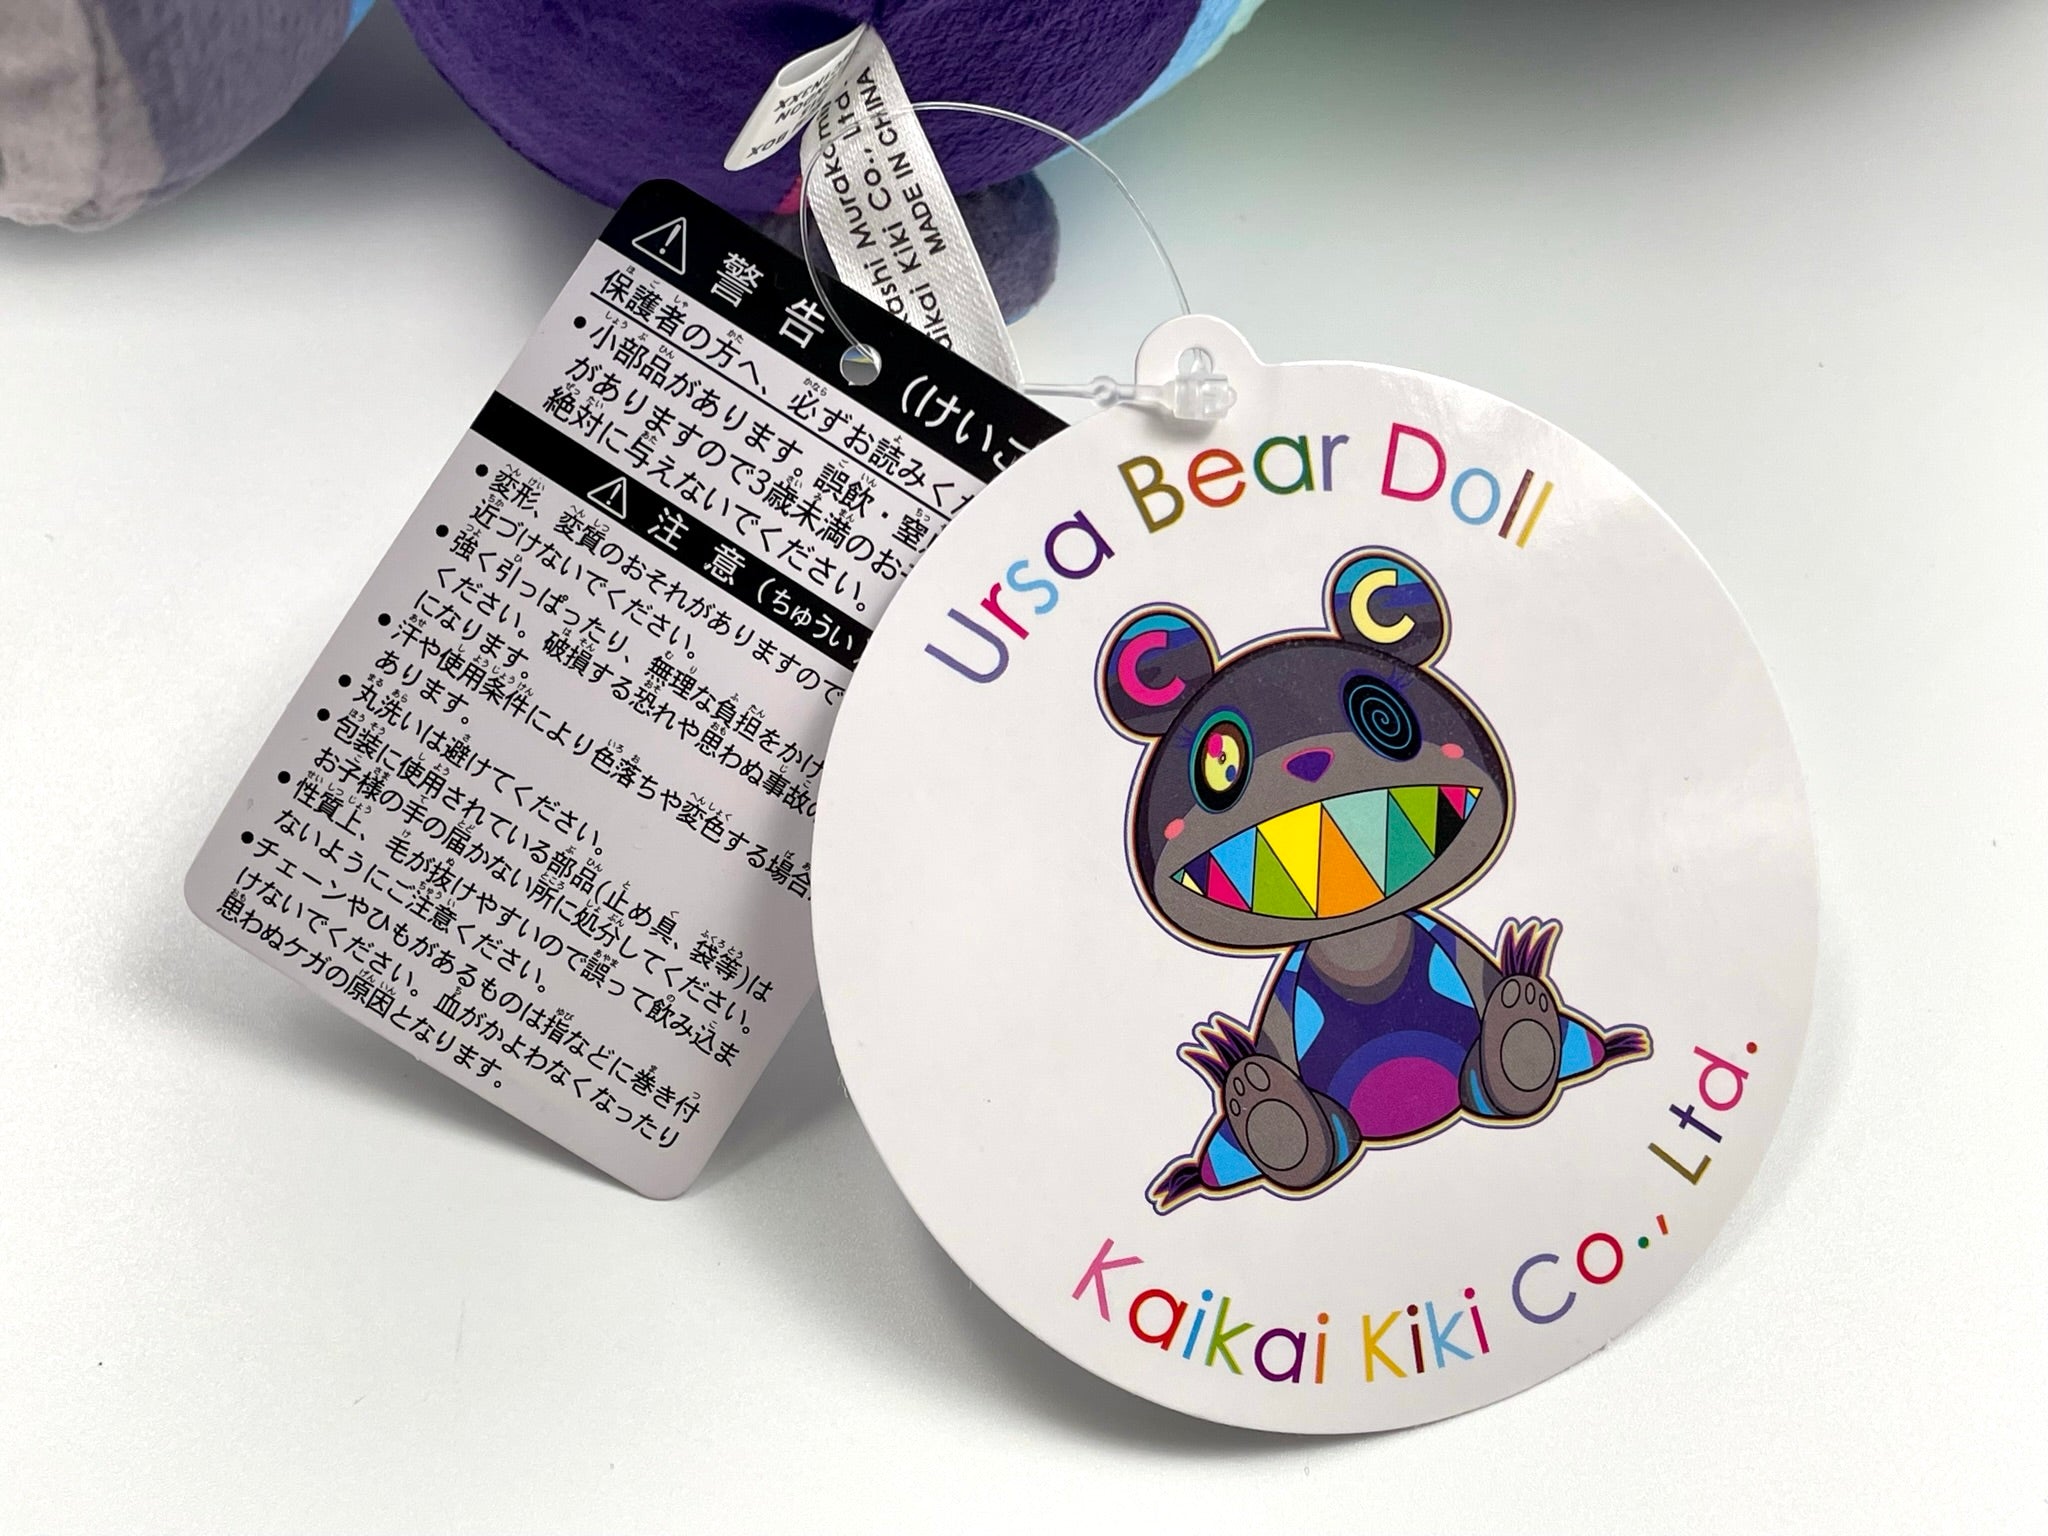 Takashi Murakami
Kaikai Kiki Co., Ltd.
MADE IN CHINA
BOX
警告(けいこ
保護者の方へ、必ずお読みくだ
●小部品があります。誤飲・窒
がありますので3歳未満のお
絶対に与えないでください。
注意(ちゅうい
●変形、変質のおそれがありますので
近づけないでください。
●強く引っぱったり、無理な負担をかけ
ください。破損する恐れや思わぬ事故の
になります。
●汗や使用条件により色落ちや変色する場合
あります。
●丸洗いは避けてください。
●包装に使用されている部品(止め具、袋等)は
お子様の手の届かない所に処分してください。
●性質上、毛が抜けやすいので誤って飲み込ま
ないようにご注意ください。
●チェーンやひもがあるものは指などに巻き付
けないでください。血がかよわなくなったり
思わぬケガの原因となります。
Ursa Bear Doll
C C
Kaikai Kiki Co., Ltd.